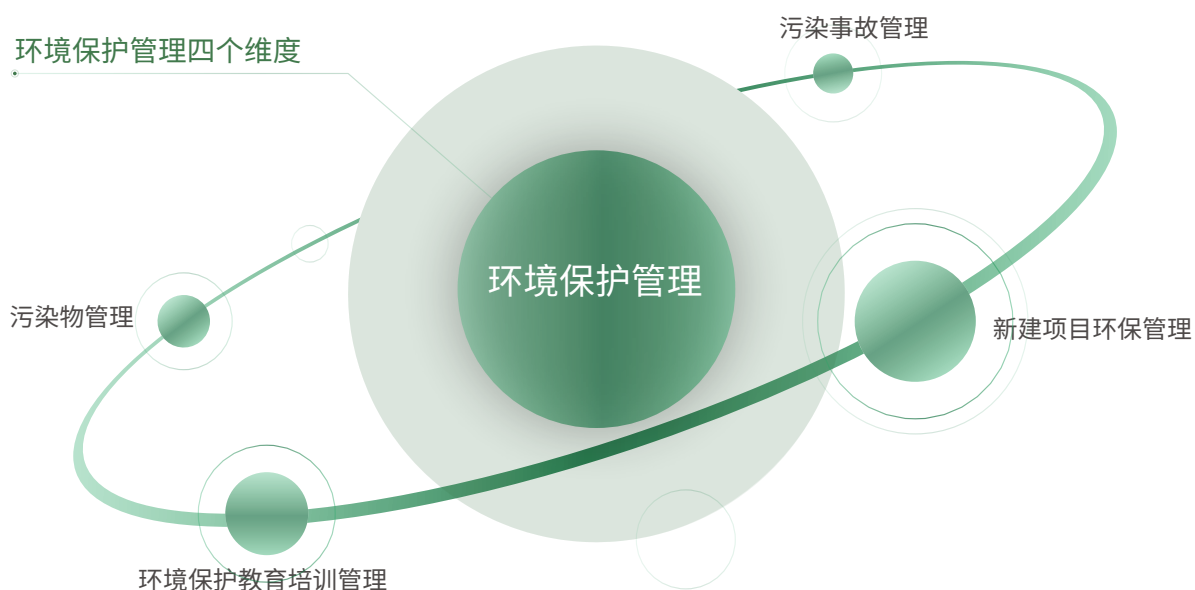 污染事故管理
环境保护管理四个维度
环境保护管理
污染物管理
新建项目环保管理
环境保护教育培训管理